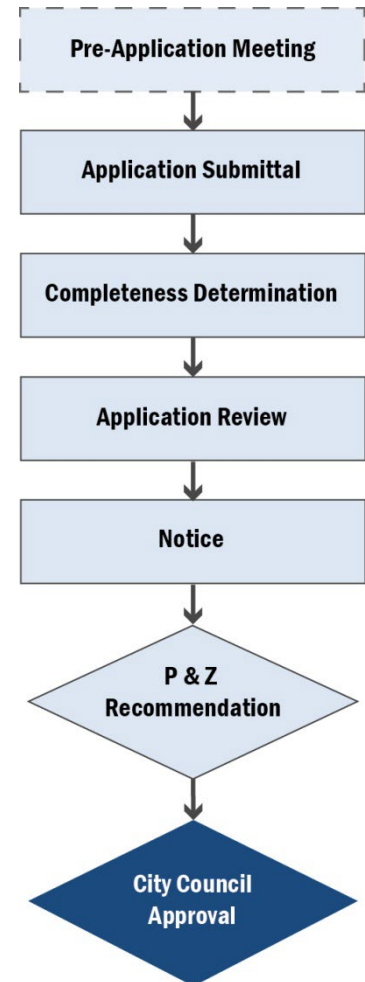 Pre-Application Meeting
Application Submittal
Completeness Determination
Application Review
Notice
P & Z
Recommendation
City Council
Approval